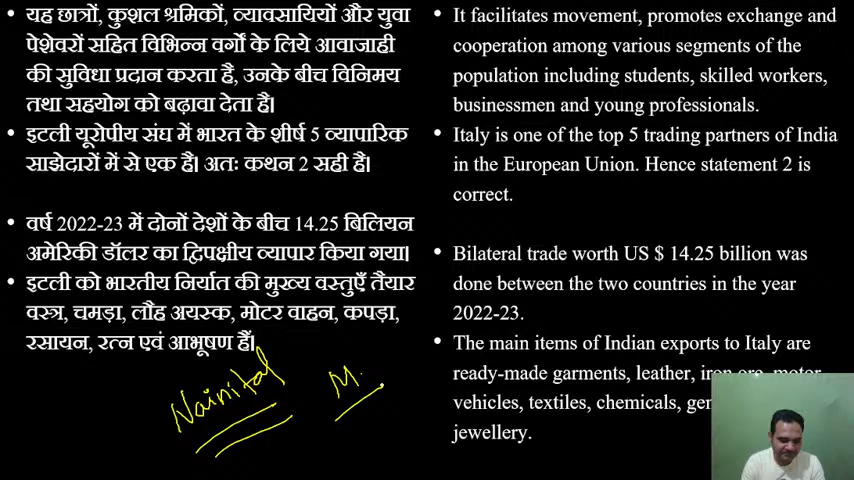 यह छात्रों, कुशल श्रमिकों, व्यावसायियों और युवा
पेशेवरों सहित विभिन्न वर्गों के लिये आवाजाही
की सुविधा प्रदान करता है, उनके बीच विनिमय
तथा सहयोग को बढ़ावा देता है।
इटली यूरोपीय संघ में भारत के शीर्ष 5 व्यापारिक
साझेदारों में से एक है। अतः कथन 2 सही है।
वर्ष 2022-23 में दोनों देशों के बीच 14.25 बिलियन
अमेरिकी डॉलर का द्विपक्षीय व्यापार किया गया।
इटली को भारतीय निर्यात की मुख्य वस्तुएँ तैयार
वस्त्र, चमड़ा, लौह अयस्क, मोटर वाहन, कपड़ा,
रसायन, रत्न एवं आभूषण हैं।
Nainital
M.
It facilitates movement, promotes exchange and
cooperation among various segments of the
population including students, skilled workers,
businessmen and young professionals.
Italy is one of the top 5 trading partners of India
in the European Union. Hence statement 2 is
correct.
Bilateral trade worth US $ 14.25 billion was
done between the two countries in the year
2022-23.
The main items of Indian exports to Italy are
ready-made garments, leather, iron ore, motor
vehicles, textiles, chemicals,
jewellery.